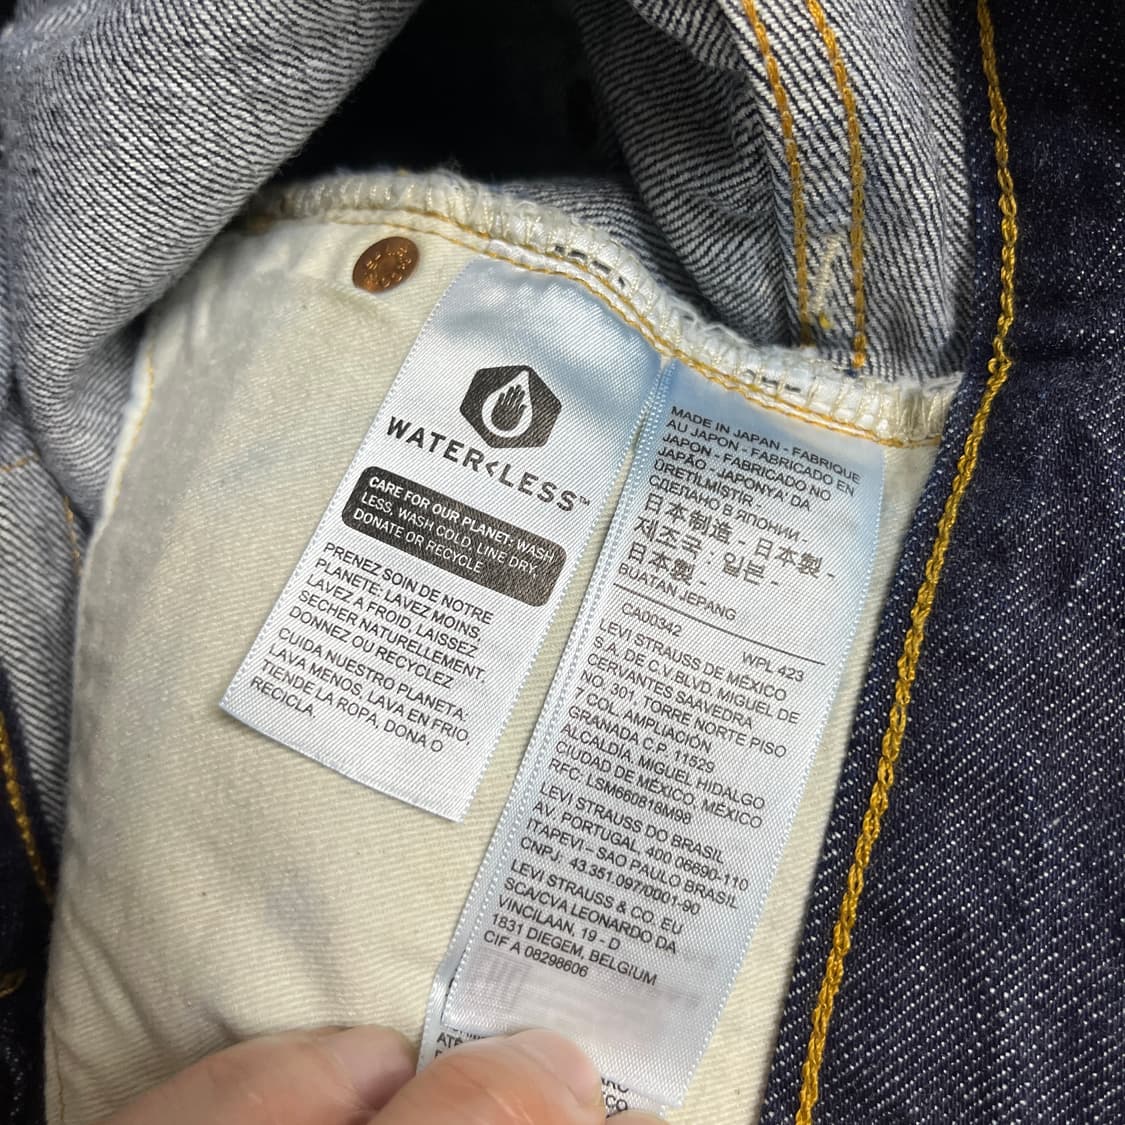 WATER<LESS™
CARE FOR OUR PLANET: WASH
LESS, WASH COLD, LINE DRY,
DONATE OR RECYCLE
PRENEZ SOIN DE NOTRE
PLANÈTE: LAVEZ MOINS,
LAVEZ A FROID, LAISSEZ
SECHER NATURELLEMENT,
DONNEZ OU RECYCLEZ
CUIDA NUESTRO PLANETA:
LAVA MENOS, LAVA EN FRIO,
TIENDE LA ROPA, DONA O
RECICLA.
MADE IN JAPAN - FABRIQUE
AU JAPON - FABRICADO EN
JAPON - FABRICADO NO
JAPÃO - JAPONYA' DA
ÜRETILMİSTİR -
СДЕЛАНО В ЯПОНИИ -
日本制造 - 日本製 -
제조국 : 일본 -
日本製 -
BUATAN JEPANG
CA00342 WPL 423
LEVI STRAUSS DE MÉXICO
S.A. DE C.V BLVD. MIGUEL DE
CERVANTES SAAVEDRA
NO, 301, TORRE NORTE PISO
7 COL. AMPLIACIÓN
GRANADA C.P. 11529
ALCALDÍA, MIGUEL HIDALGO
CIUDAD DE MÉXICO, MÉXICO
RFC: LSM660818M98
LEVI STRAUSS DO BRASIL
AV. PORTUGAL, 400 06690-110
ITAPEVI – SAO PAULO BRASIL
CNPJ: 43.351.097/0001-90
LEVI STRAUSS & CO. EU
SCA/CVA LEONARDO DA
VINCILAAN, 19 - D
1831 DIEGEM, BELGIUM
CIF A 08298606